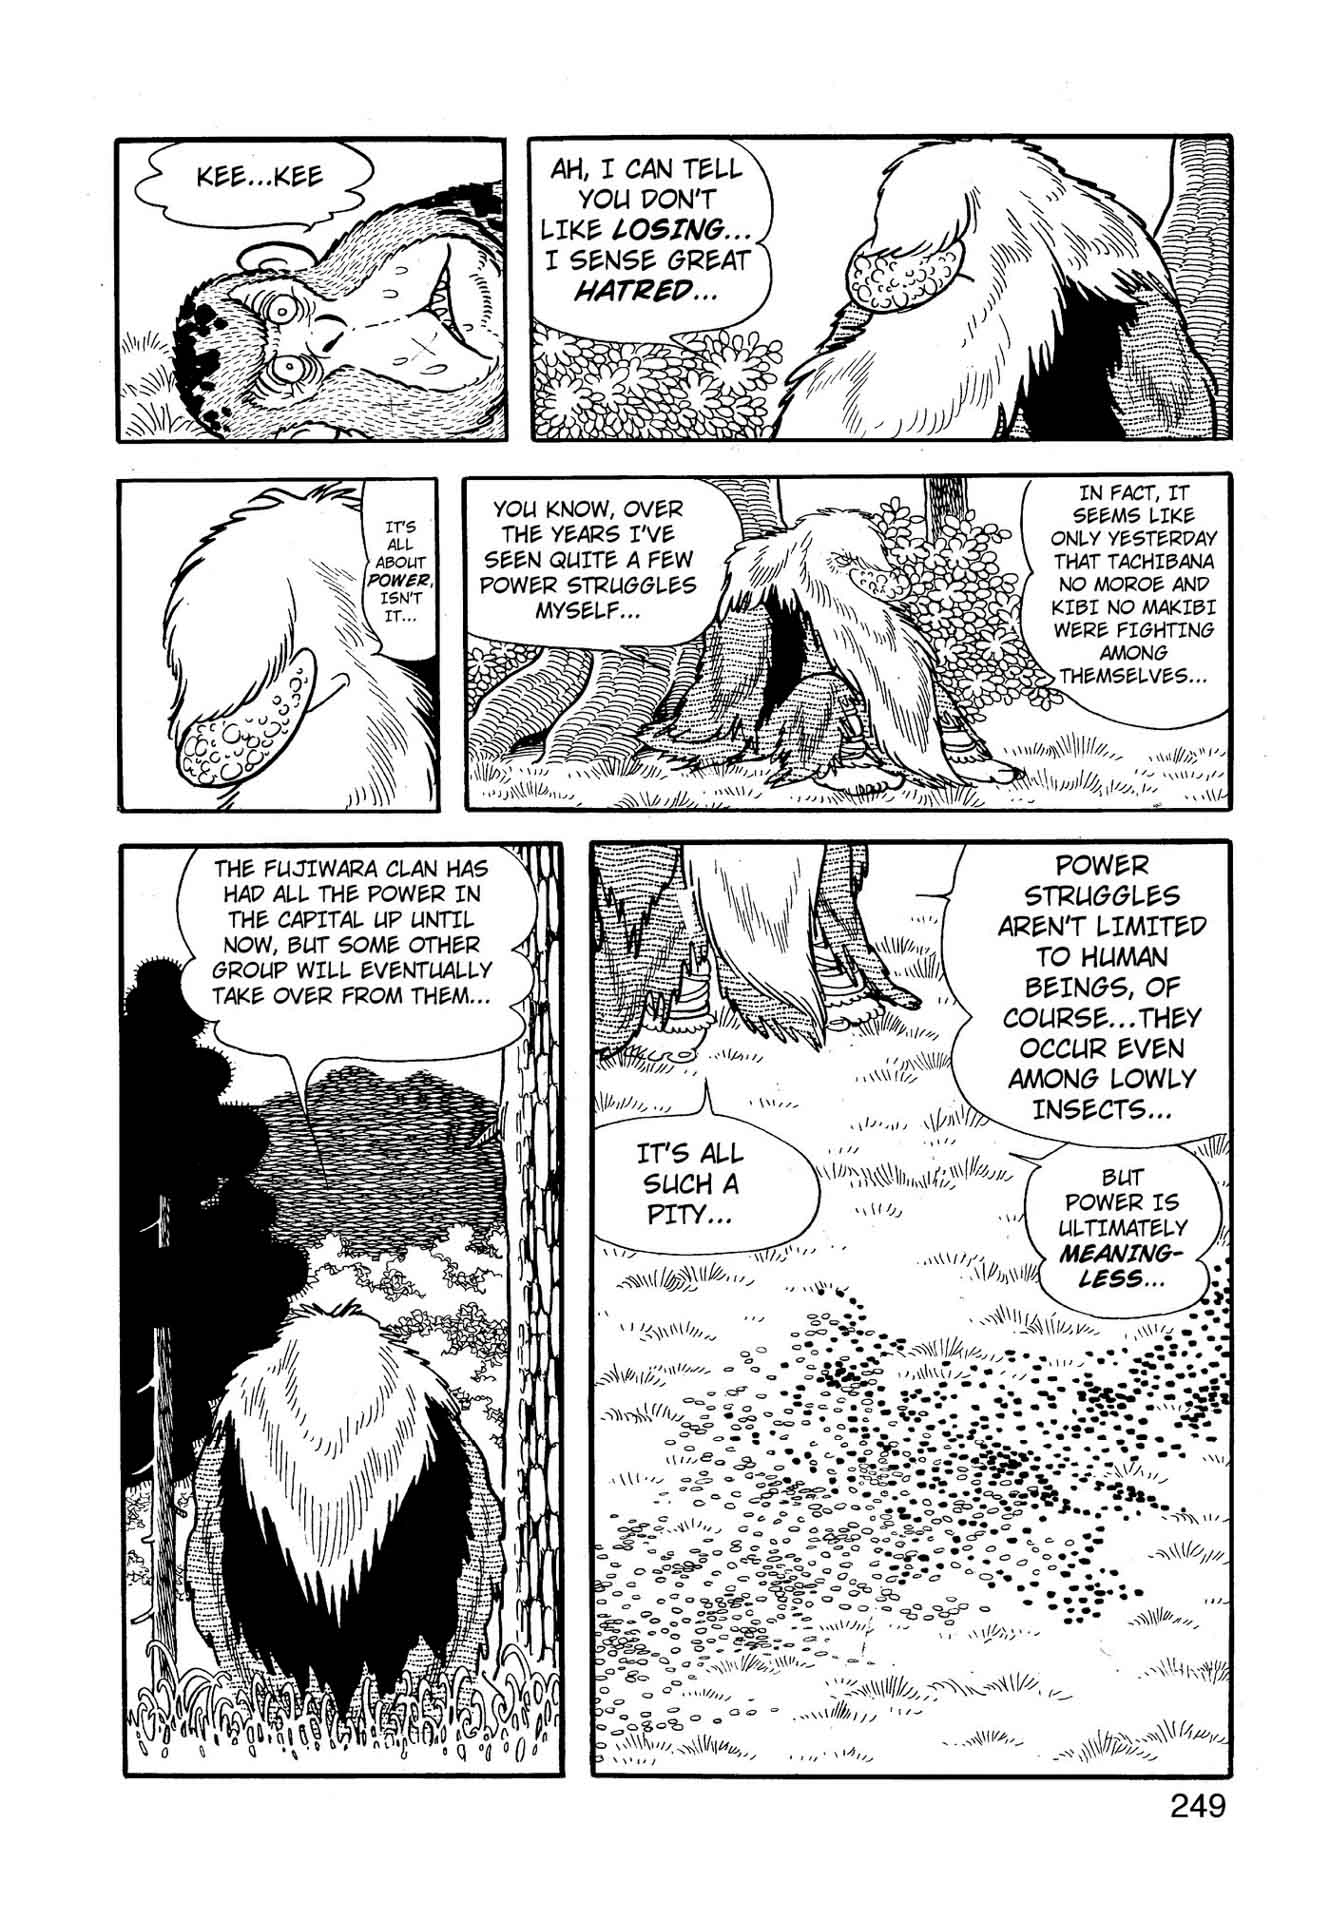 KEE...KEE
AH, I CAN TELL
YOU DON'T
LIKE LOSING...
I SENSE GREAT
HATRED...
IT'S
ALL
ABOUT
POWER,
ISN'T
IT...
YOU KNOW, OVER
THE YEARS I'VE
SEEN QUITE A FEW
POWER STRUGGLES
MYSELF...
IN FACT, IT
SEEMS LIKE
ONLY YESTERDAY
THAT TACHIBANA
NO MOROE AND
KIBI NO MAKIBI
WERE FIGHTING
AMONG
THEMSELVES...
THE FUJIWARA CLAN HAS
HAD ALL THE POWER IN
THE CAPITAL UP UNTIL
NOW, BUT SOME OTHER
GROUP WILL EVENTUALLY
TAKE OVER FROM THEM...
POWER
STRUGGLES
AREN'T LIMITED
TO HUMAN
BEINGS, OF
COURSE...THEY
OCCUR EVEN
AMONG LOWLY
INSECTS...
IT'S ALL
SUCH A
PITY...
BUT
POWER IS
ULTIMATELY
MEANING-
LESS...
249